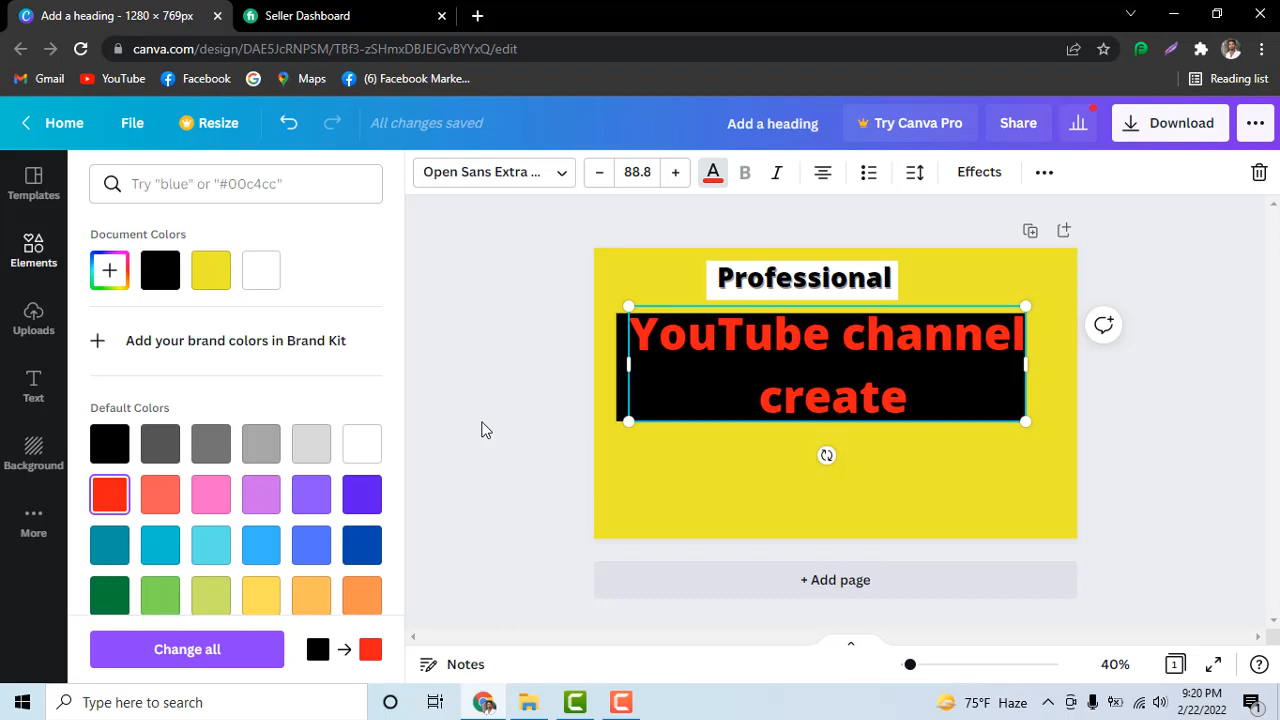 Add a heading - 1280 × 769px
Seller Dashboard
canva.com/design/DAE5JcRNPSM/TBf3-zSHmxDBJEJGvBYYxQ/edit
Gmail
YouTube
Facebook
Maps
(6) Facebook Marke...
Reading list
Home
File
Resize
All changes saved
Add a heading
Try Canva Pro
Share
Download
Templates
Elements
Uploads
Text
Background
More
Try "blue" or "#00c4cc"
Document Colors
Add your brand colors in Brand Kit
Default Colors
Change all
Open Sans Extra ...
88.8
A
B
I
Effects
Professional
YouTube channel
create
+ Add page
Notes
1
40%
Type here to search
75°F Haze
9:20 PM
2/22/2022